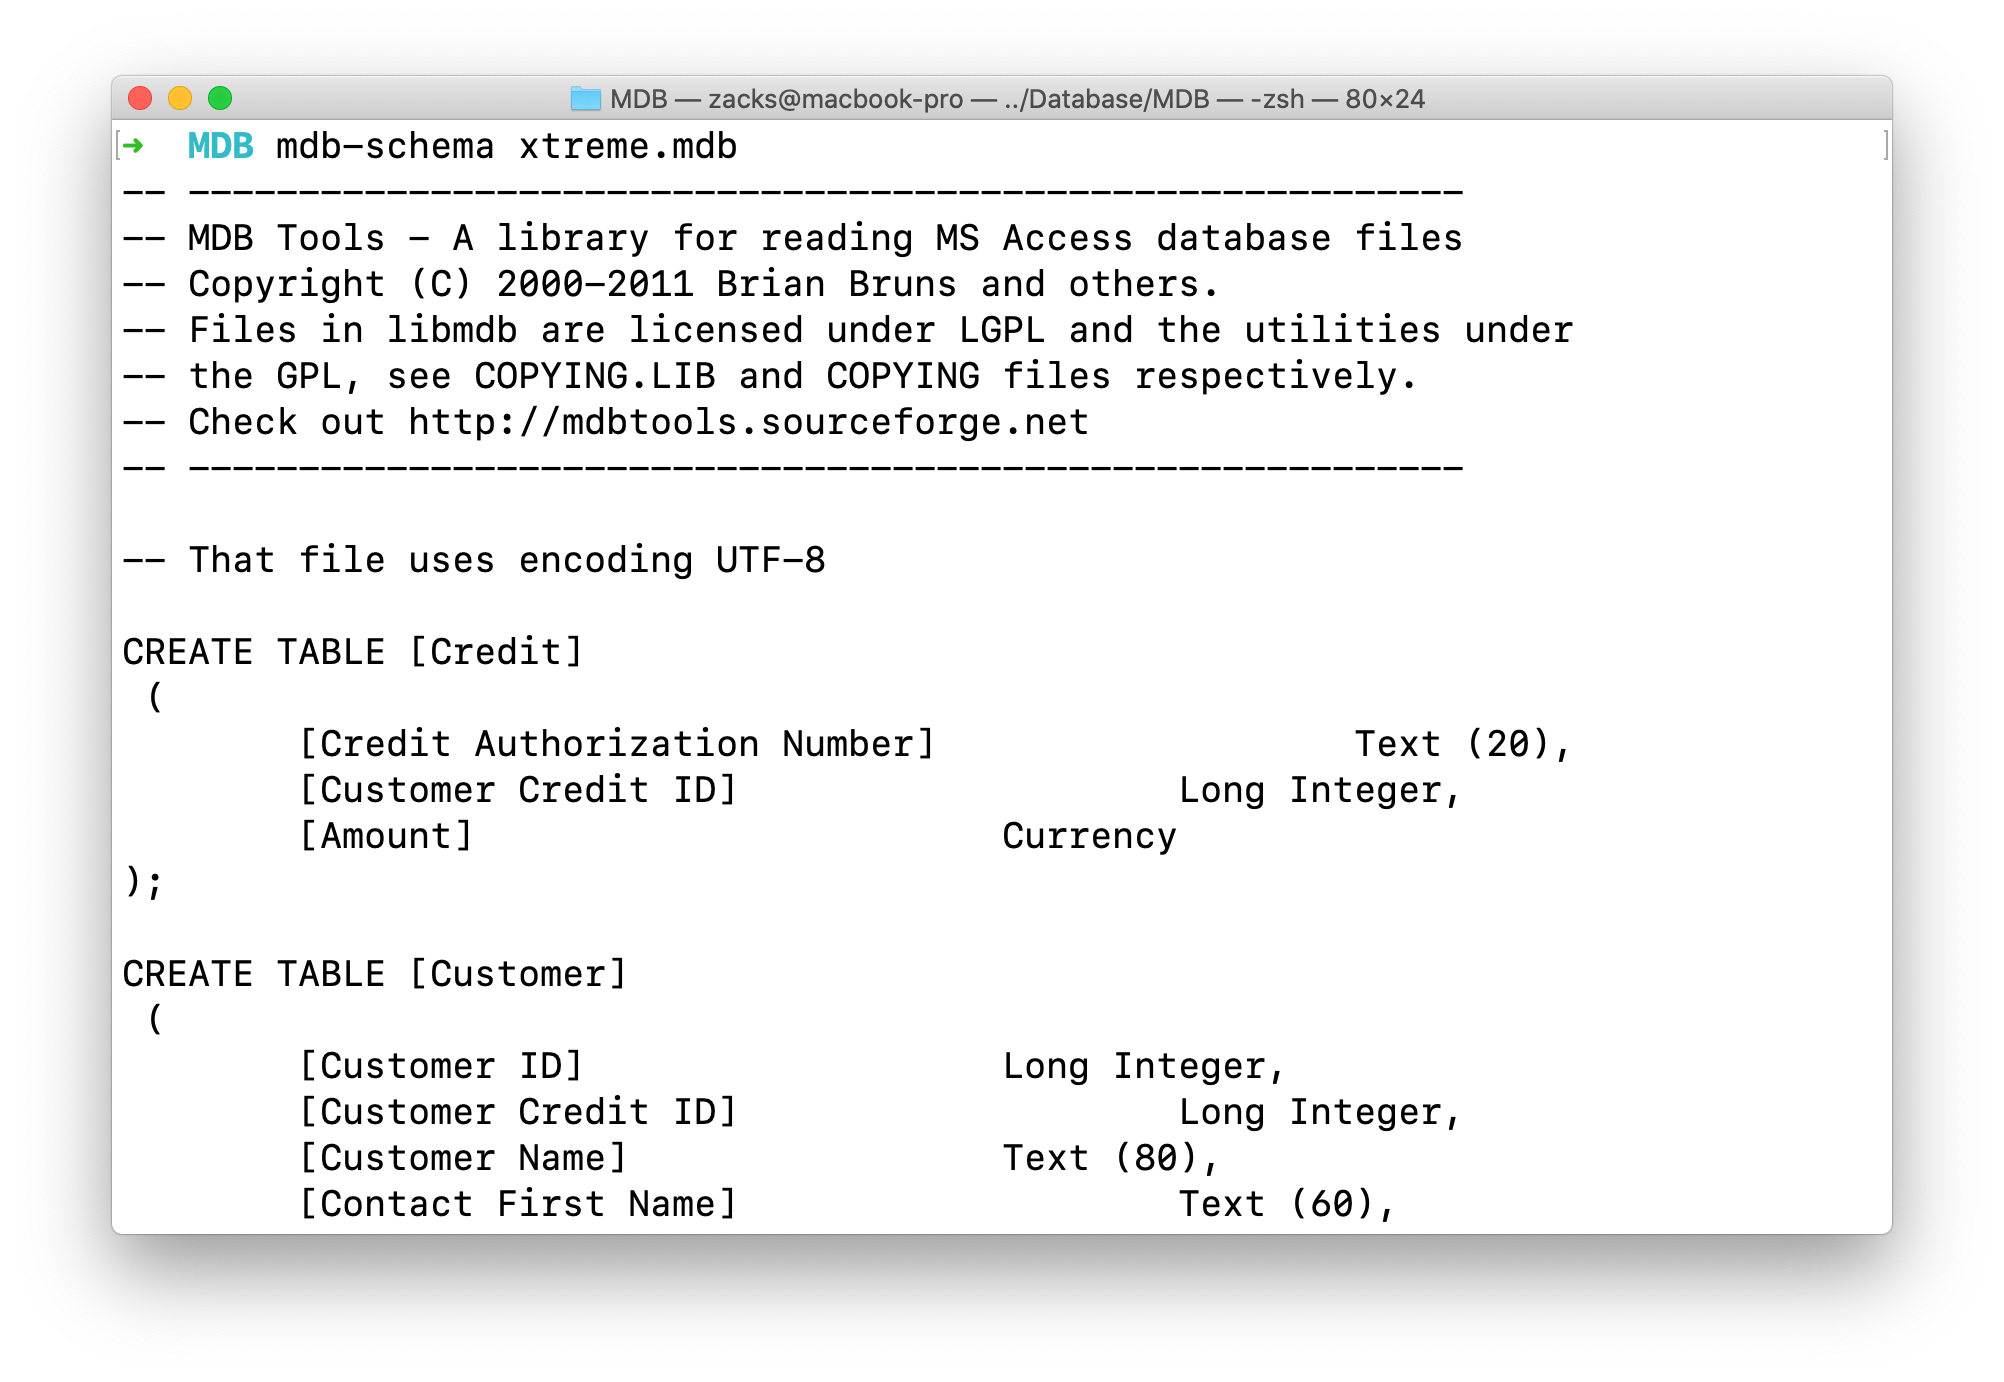 MDB — zacks@macbook-pro — ../Database/MDB — -zsh — 80×24
[➜  MDB mdb-schema xtreme.mdb ]
-- ----------------------------------------------------------
-- MDB Tools - A library for reading MS Access database files
-- Copyright (C) 2000-2011 Brian Bruns and others.
-- Files in libmdb are licensed under LGPL and the utilities under
-- the GPL, see COPYING.LIB and COPYING files respectively.
-- Check out http://mdbtools.sourceforge.net
-- ----------------------------------------------------------
-- That file uses encoding UTF-8
CREATE TABLE [Credit]
 (
        [Credit Authorization Number]                   Text (20),
        [Customer Credit ID]                    Long Integer,
        [Amount]                        Currency
);
CREATE TABLE [Customer]
 (
        [Customer ID]                   Long Integer,
        [Customer Credit ID]                    Long Integer,
        [Customer Name]                 Text (80),
        [Contact First Name]                    Text (60),